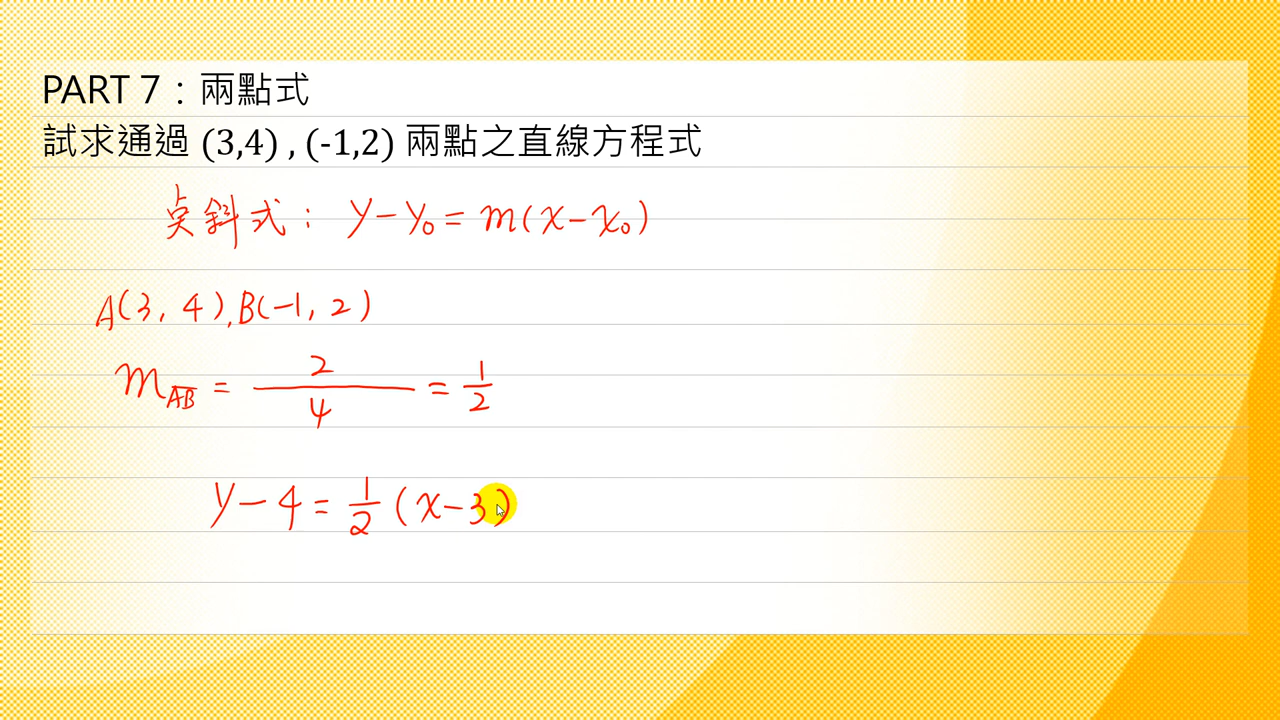 PART 7：兩點式
試求通過 (3,4) , (-1,2) 兩點之直線方程式
点斜式: y-y₀=m(x-x₀)
A(3, 4), B(-1, 2)
m_AB̅ = 2/4 = 1/2
y-4=1/2(x-3)